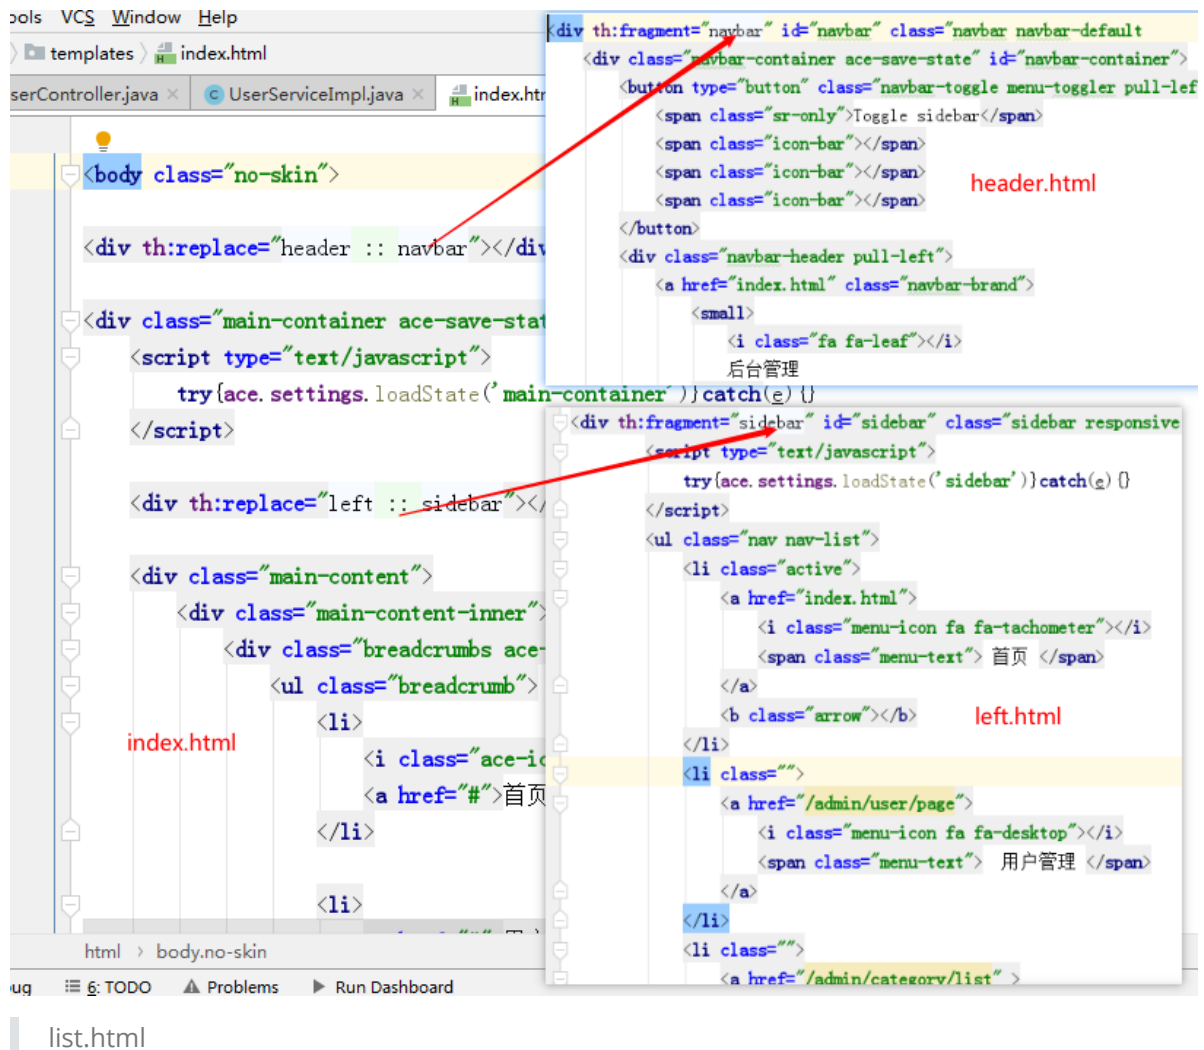 ools VCS Window Help
templates index.html
serController.java UserServiceImpl.java index.htr
<body class="no-skin">
<div th:replace="header :: navbar"></div
<div class="main-container ace-save-stat
<script type="text/javascript">
try{ace.settings.loadState('main-container')}catch(e){}
</script>
<div th:replace="left :: sidebar"></
<div class="main-content">
<div class="main-content-inner">
<div class="breadcrumbs ace-
<ul class="breadcrumb">
<li>
<i class="ace-ic
<a href="#">首页
</li>
<li>
index.html
html body.no-skin
ug 6: TODO Problems Run Dashboard
<div th:fragment="navbar" id="navbar" class="navbar navbar-default
<div class="navbar-container ace-save-state" id="navbar-container">
<button type="button" class="navbar-toggle menu-toggler pull-lef
<span class="sr-only">Toggle sidebar</span>
<span class="icon-bar"></span>
<span class="icon-bar"></span>
<span class="icon-bar"></span>
header.html
</button>
<div class="navbar-header pull-left">
<a href="index.html" class="navbar-brand">
<small>
<i class="fa fa-leaf"></i>
后台管理
<div th:fragment="sidebar" id="sidebar" class="sidebar responsive
<script type="text/javascript">
try{ace.settings.loadState('sidebar')}catch(e){}
</script>
<ul class="nav nav-list">
<li class="active">
<a href="index.html">
<i class="menu-icon fa fa-tachometer"></i>
<span class="menu-text"> 首页 </span>
</a>
<b class="arrow"></b>
left.html
</li>
<li class="">
<a href="/admin/user/page">
<i class="menu-icon fa fa-desktop"></i>
<span class="menu-text"> 用户管理 </span>
</a>
</li>
<li class="">
<a href="/admin/category/list" >
list.html